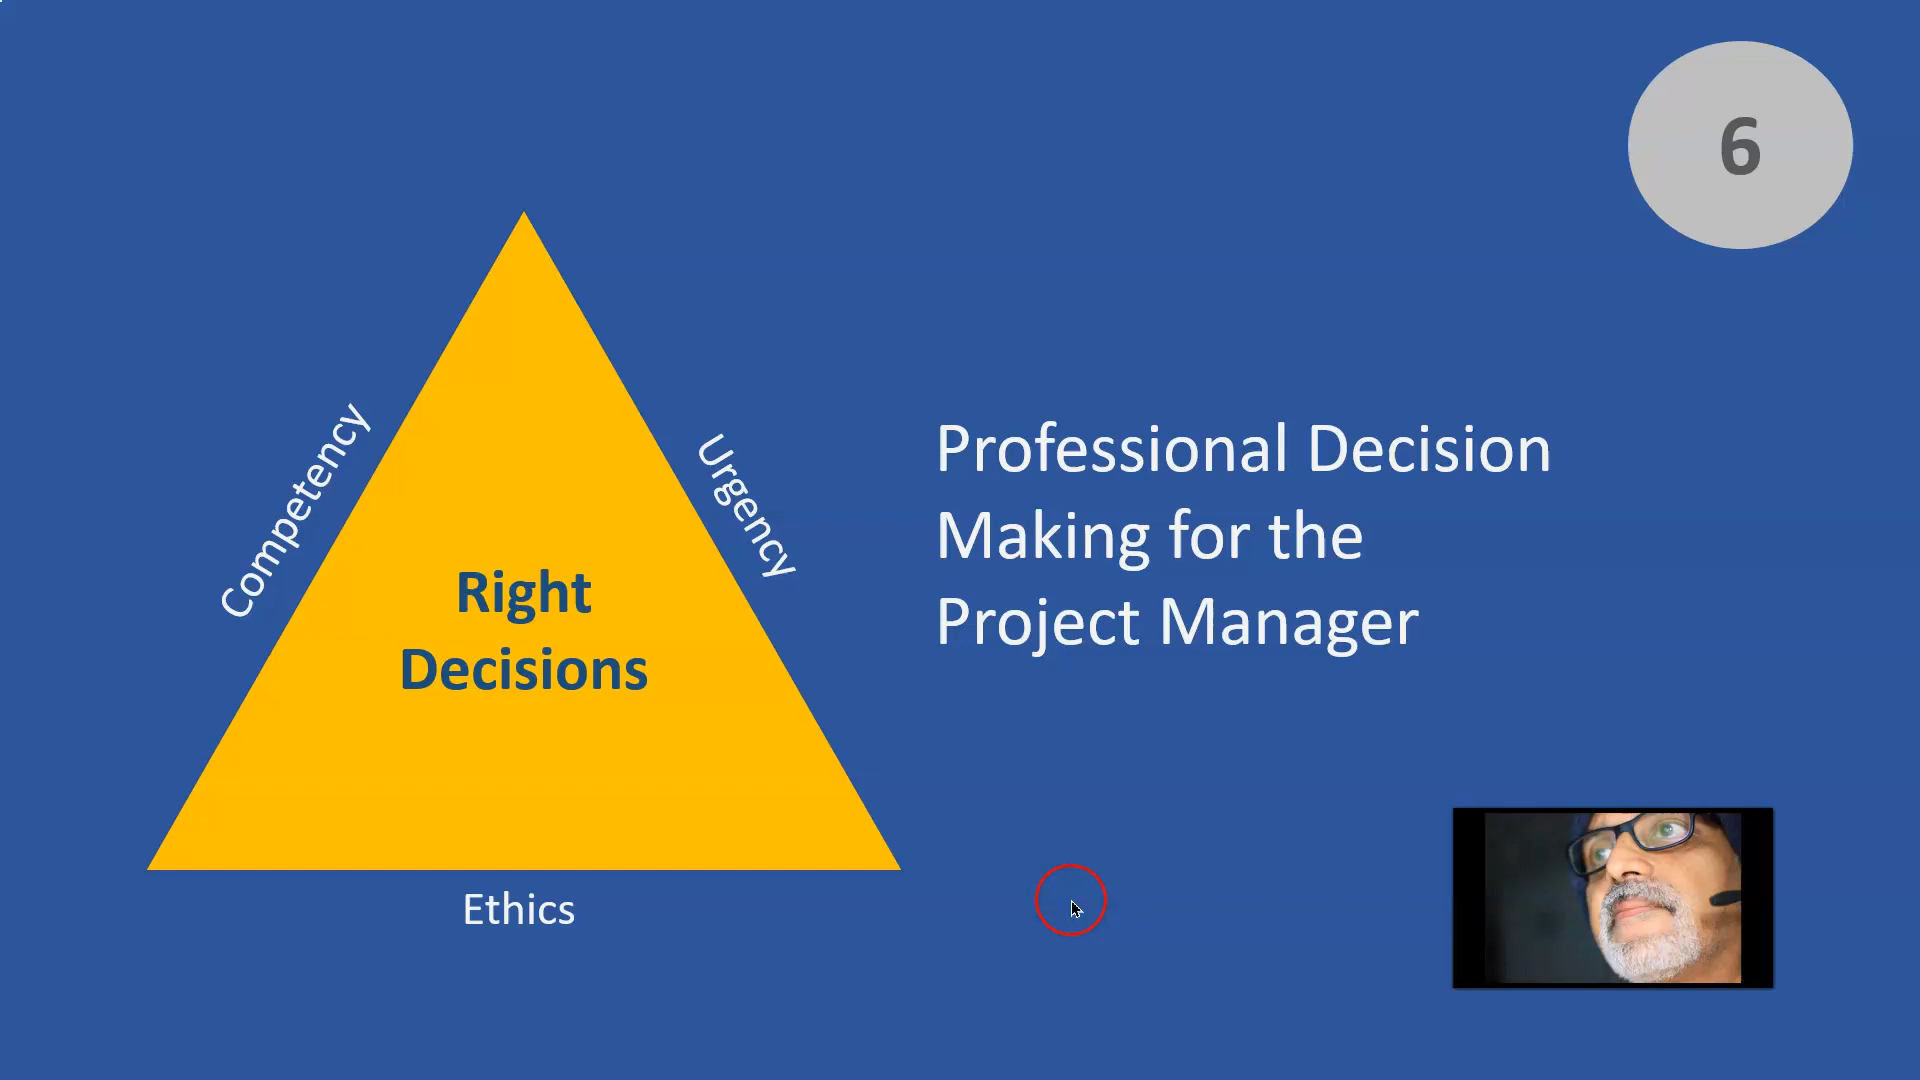 6
Competency
Urgency
Right
Decisions
Ethics
Professional Decision
Making for the
Project Manager